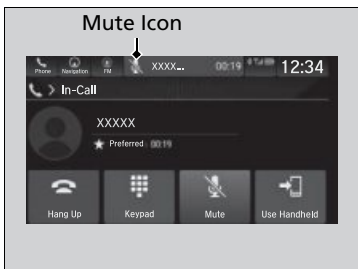 Mute Icon
Phone Navigation FM XXXX... 00:19 12:34
> In-Call
XXXXX
★ Preferred 00:19
Hang Up Keypad Mute Use Handheld